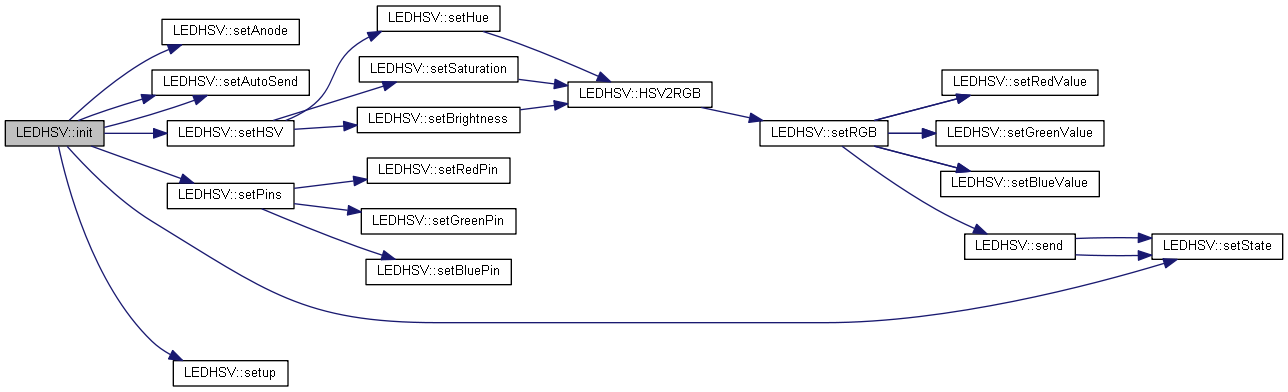 LEDHSV::init
LEDHSV::setAnode
LEDHSV::setAutoSend
LEDHSV::setHSV
LEDHSV::setHue
LEDHSV::setSaturation
LEDHSV::setBrightness
LEDHSV::HSV2RGB
LEDHSV::setRGB
LEDHSV::setRedValue
LEDHSV::setGreenValue
LEDHSV::setBlueValue
LEDHSV::send
LEDHSV::setState
LEDHSV::setPins
LEDHSV::setRedPin
LEDHSV::setGreenPin
LEDHSV::setBluePin
LEDHSV::setup